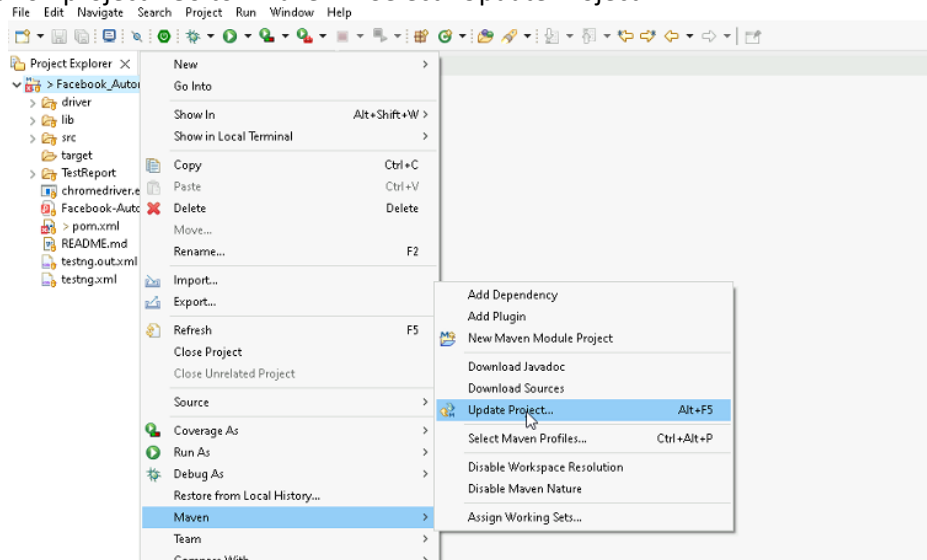 File Edit Navigate Search Project Run Window Help
Project Explorer
> Facebook_Autor
driver
lib
src
target
TestReport
chromedriver.e
Facebook-Auto
> pom.xml
README.md
testng.out.xml
testng.xml
New
Go Into
Show In Alt+Shift+W
Show in Local Terminal
Copy Ctrl+C
Paste Ctrl+V
Delete Delete
Move...
Rename... F2
Import...
Export...
Refresh F5
Close Project
Close Unrelated Project
Source
Coverage As
Run As
Debug As
Restore from Local History...
Maven
Team
Compare With
Add Dependency
Add Plugin
New Maven Module Project
Download Javadoc
Download Sources
Update Project... Alt+F5
Select Maven Profiles... Ctrl+Alt+P
Disable Workspace Resolution
Disable Maven Nature
Assign Working Sets...